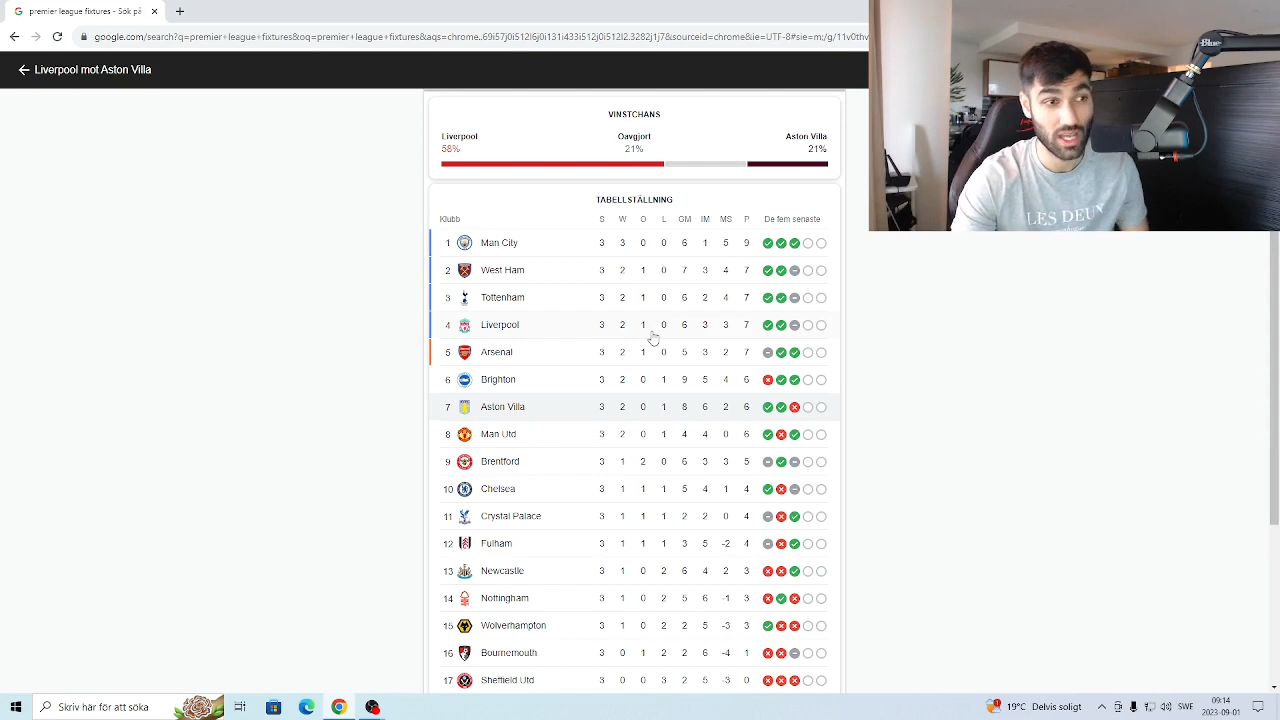 premier league fixtures - Sök på
google.com/search?q=premier+league+fixtures&oq=premier+league+fixtures&aqs=chrome..69i57j0i512l6j0i131i433i512j0i512l2.3282j1j7&sourceid=chrome&ie=UTF-8#sie=m;/g/11v0thv
Liverpool mot Aston Villa
VINSTCHANS
Liverpool Oavgjort Aston Villa
58% 21% 21%
TABELLSTÄLLNING
Klubb S W O L GM IM MS P De fem senaste
1 Man City 3 3 0 0 6 1 5 9
2 West Ham 3 2 1 0 7 3 4 7
3 Tottenham 3 2 1 0 6 2 4 7
4 Liverpool 3 2 1 0 6 3 3 7
5 Arsenal 3 2 1 0 5 3 2 7
6 Brighton 3 2 0 1 9 5 4 6
7 Aston Villa 3 2 0 1 8 6 2 6
8 Man Utd 3 2 0 1 4 4 0 6
9 Brentford 3 1 2 0 6 3 3 5
10 Chelsea 3 1 1 1 5 4 1 4
11 Crystal Palace 3 1 1 1 2 2 0 4
12 Fulham 3 1 1 1 3 5 -2 4
13 Newcastle 3 1 0 2 6 4 2 3
14 Nottingham 3 1 0 2 5 6 -1 3
15 Wolverhampton 3 1 0 2 2 5 -3 3
16 Bournemouth 3 0 1 2 2 6 -4 1
17 Sheffield Utd 3 0 0 3 2 5 -3 0
Blue
LES DEUX
Skriv här för att söka
19°C Delvis soligt
SWE
09:14
2023-09-01